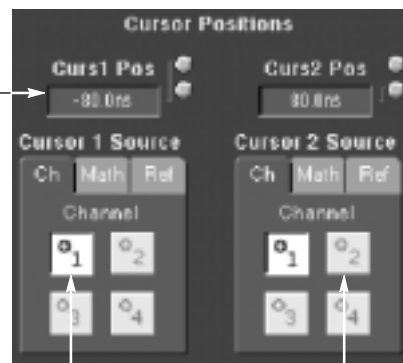 Cursor Positions
Curs1 Pos
Curs2 Pos
-80.0ns
80.0ns
Cursor 1 Source
Cursor 2 Source
Ch Math Ref
Ch Math Ref
Channel
Channel
1 2
1 2
3 4
3 4